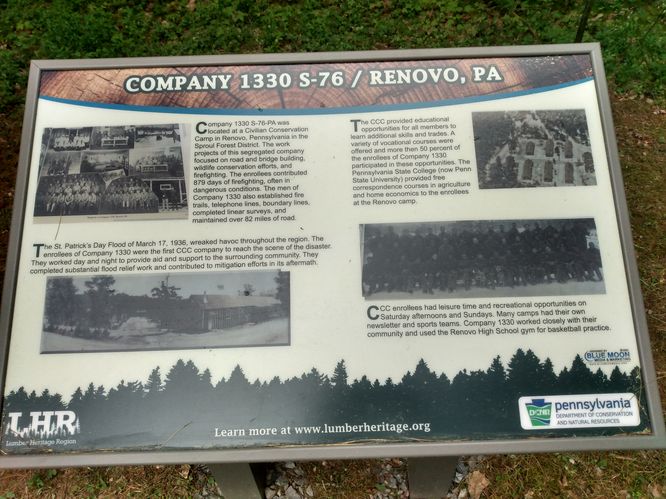 COMPANY 1330 S-76 / RENOVO, PA
Company 1330 S-76-PA was
located at a Civilian Conservation
Camp in Renovo, Pennsylvania in the
Sproul Forest District. The work
projects of this segregated company
focused on road and bridge building,
wildlife conservation efforts, and
firefighting. The enrollees contributed
879 days of firefighting, often in
dangerous conditions. The men of
Company 1330 also established fire
trails, telephone lines, boundary lines,
completed linear surveys, and
maintained over 82 miles of road.
The CCC provided educational
opportunities for all members to
learn additional skills and trades. A
variety of vocational courses were
offered and more then 50 percent of
the enrollees of Company 1330
participated in these opportunities. The
Pennsylvania State College (now Penn
State University) provided free
correspondence courses in agriculture
and home economics to the enrollees
at the Renovo camp.
The St. Patrick's Day Flood of March 17, 1936, wreaked havoc throughout the region. The
enrollees of Company 1330 were the first CCC company to reach the scene of the disaster.
They worked day and night to provide aid and support to the surrounding community. They
completed substantial flood relief work and contributed to mitigation efforts in its aftermath.
CCC enrollees had leisure time and recreational opportunities on
Saturday afternoons and Sundays. Many camps had their own
newsletter and sports teams. Company 1330 worked closely with their
community and used the Renovo High School gym for basketball practice.
BLUE MOON
MEDIA & MARKETING
LHR
Lumber Heritage Region
Learn more at www.lumberheritage.org
DCNR
pennsylvania
DEPARTMENT OF CONSERVATION
AND NATURAL RESOURCES